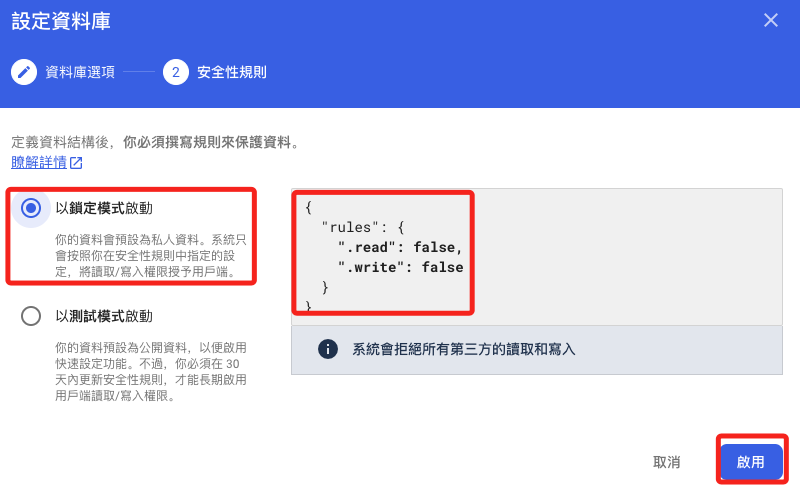 設定資料庫
資料庫選項
2
安全性規則
定義資料結構後，你必須撰寫規則來保護資料。
瞭解詳情
以鎖定模式啟動
你的資料會預設為私人資料。系統只
會按照你在安全性規則中指定的設
定，將讀取/寫入權限授予用戶端。
以測試模式啟動
你的資料預設為公開資料，以便啟用
快速設定功能。不過，你必須在 30
天內更新安全性規則，才能長期啟用
用戶端讀取/寫入權限。
{
"rules": {
".read": false,
".write": false
}
}
系統會拒絕所有第三方的讀取和寫入
取消
啟用